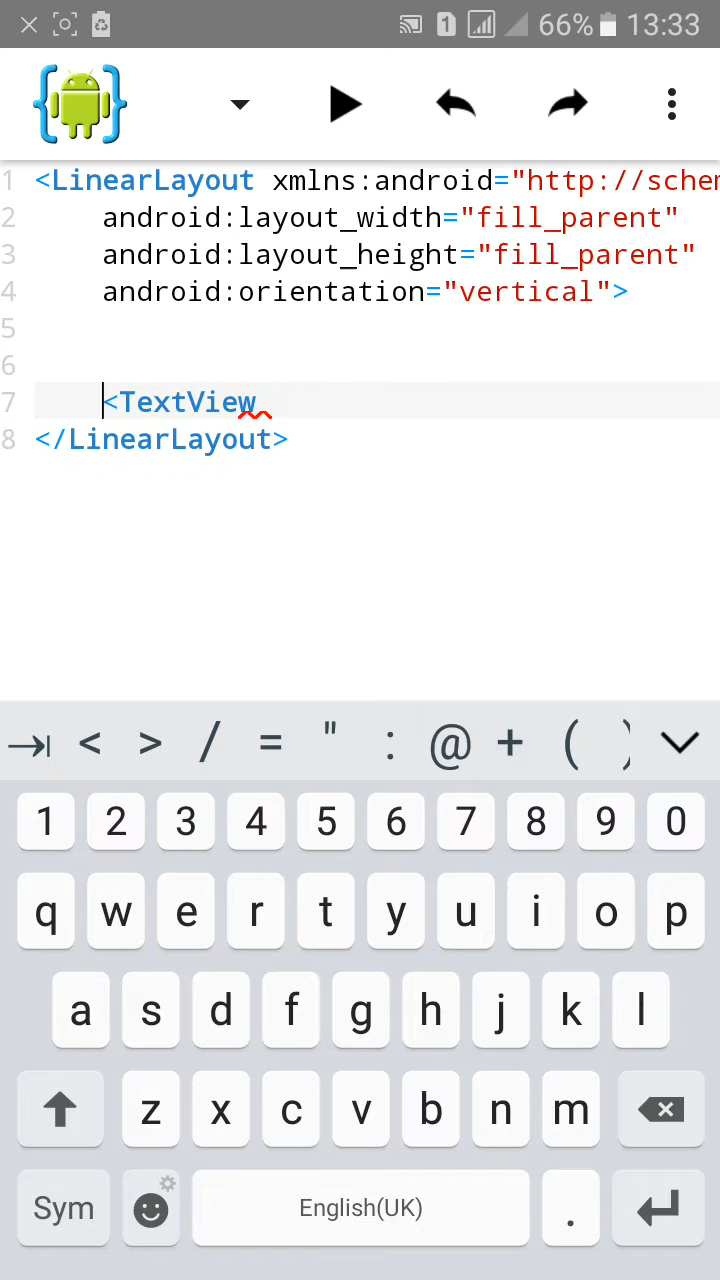 1 66% 13:33
1 <LinearLayout xmlns:android="http://schem
2 android:layout_width="fill_parent"
3 android:layout_height="fill_parent"
4 android:orientation="vertical">
5
6
7 <TextView
8 </LinearLayout>
< > / = " : @ + ( )
1 2 3 4 5 6 7 8 9 0
q w e r t y u i o p
a s d f g h j k l
z x c v b n m
Sym English(UK) .